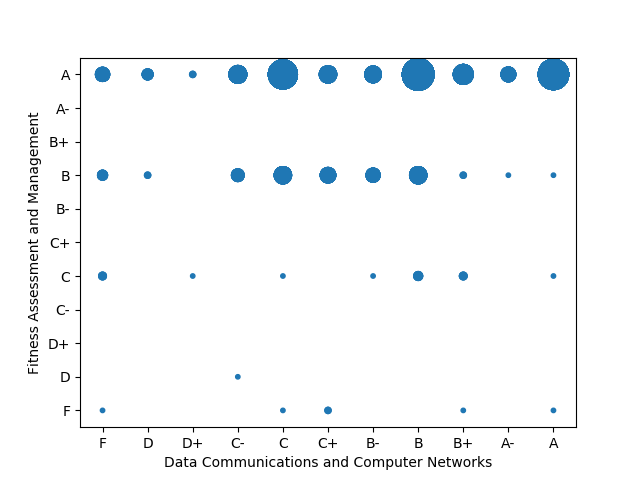 Fitness Assessment and Management
A
A-
B+
B
B-
C+
C
C-
D+
D
F
F D D+ C- C C+ B- B B+ A- A
Data Communications and Computer Networks